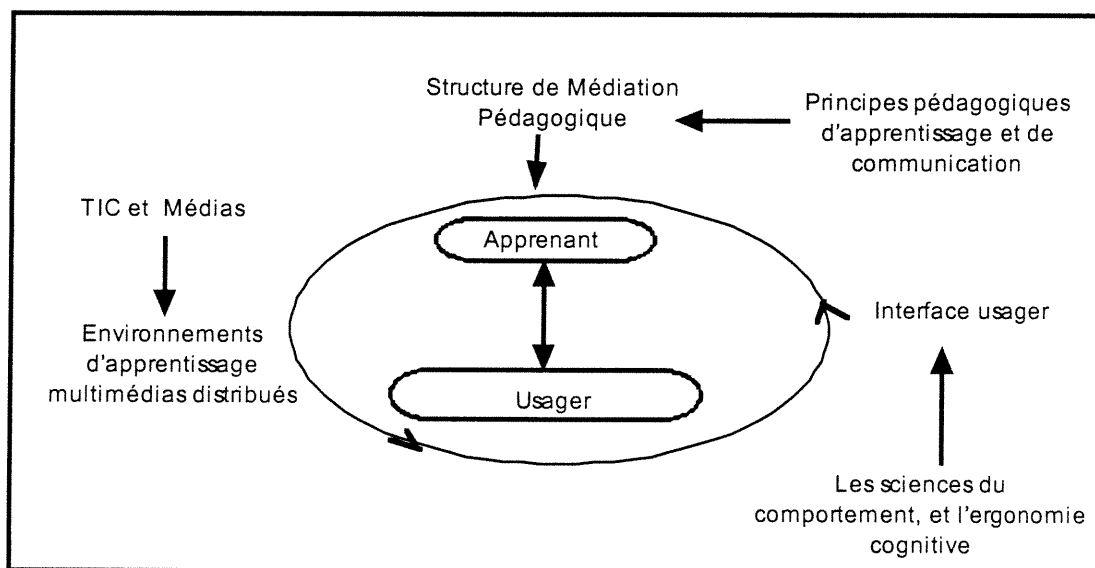 Structure de Médiation
Pédagogique
Principes pédagogiques
d'apprentissage et de
communication
TIC et Médias
Apprenant
Environnements
d'apprentissage
multimédias distribués
Interface usager
Usager
Les sciences du
comportement, et l'ergonomie
cognitive